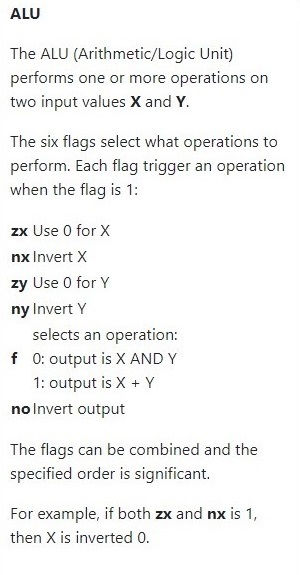 ALU
The ALU (Arithmetic/Logic Unit)
performs one or more operations on
two input values X and Y.
The six flags select what operations to
perform. Each flag trigger an operation
when the flag is 1:
zx Use 0 for X
nx Invert X
zy Use 0 for Y
ny Invert Y
selects an operation:
f 0: output is X AND Y
1: output is X + Y
no Invert output
The flags can be combined and the
specified order is significant.
For example, if both zx and nx is 1,
then X is inverted 0.